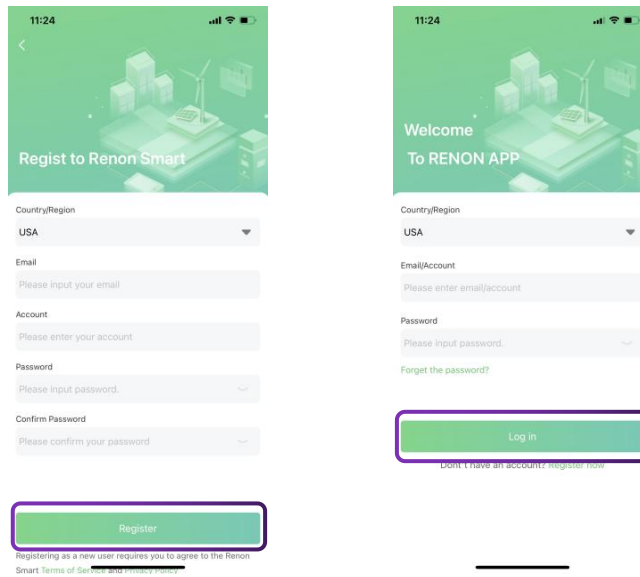 11:24
Regist to Renon Smart
Country/Region
USA
Email
Please input your email
Account
Please enter your account
Password
Please input password.
Confirm Password
Please confirm your password
Register
Registering as a new user requires you to agree to the Renon
Smart Terms of Service and Privacy Policy
11:24
Welcome
To RENON APP
Country/Region
USA
Email/Account
Please enter email/account
Password
Please input password.
Forget the password?
Log in
Dont't have an account? Register now